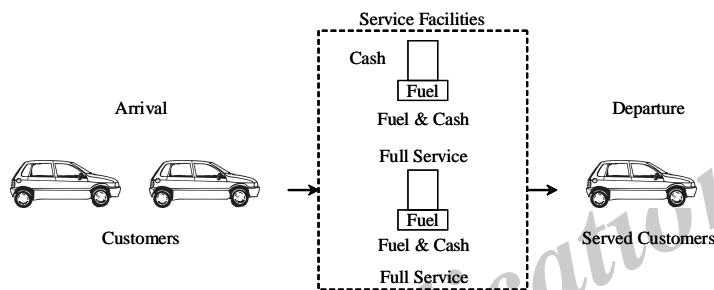 Service Facilities
Cash
Fuel
Arrival
Fuel & Cash
Departure
Full Service
Fuel
Customers
Fuel & Cash
Served Customers
Full Service